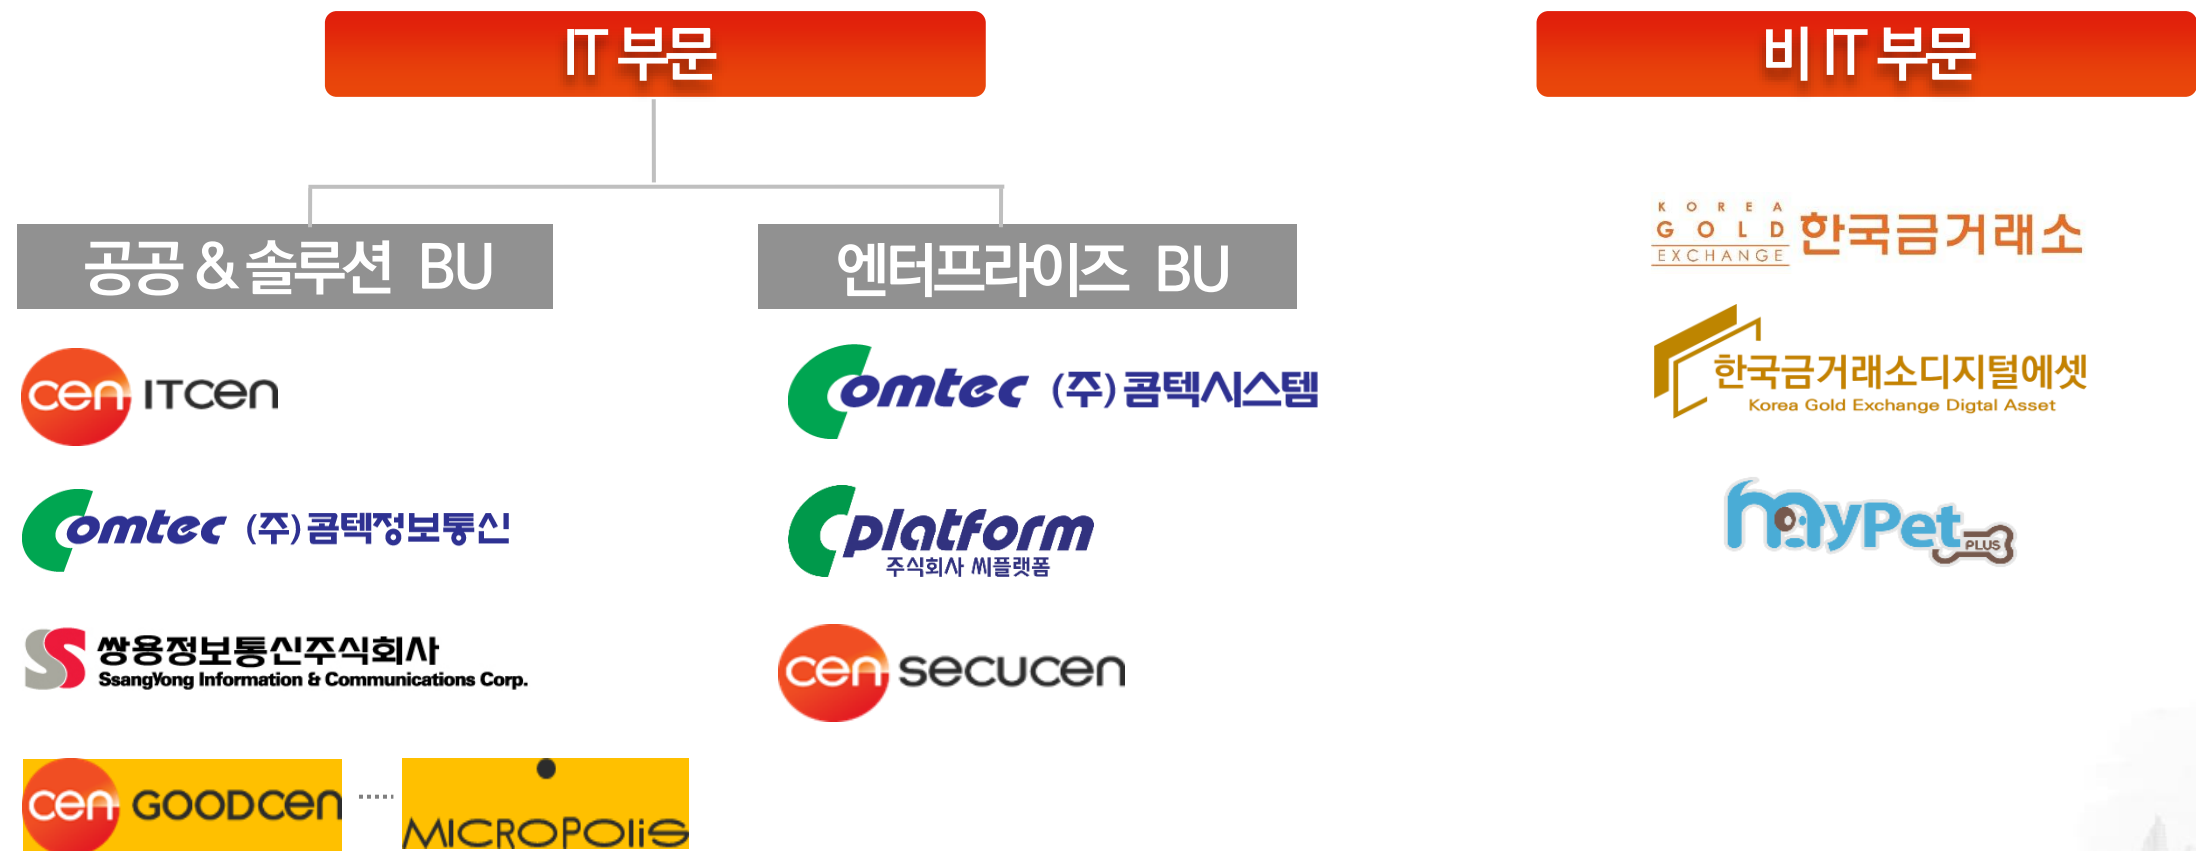 IT 부문
공공 & 솔루션 BU
cen ITCEN
Comtec (주)콤텍정보통신
쌍용정보통신주식회사
SsangYong Information & Communications Corp.
cen GOODCEN
MICROPOLIS
엔터프라이즈 BU
Comtec (주)콤텍시스템
Cplatform
주식회사 씨플랫폼
cen SECUCEN
비 IT 부문
KOREA
GOLD
EXCHANGE
한국금거래소
한국금거래소디지털에셋
Korea Gold Exchange Digtal Asset
myPet
PLUS